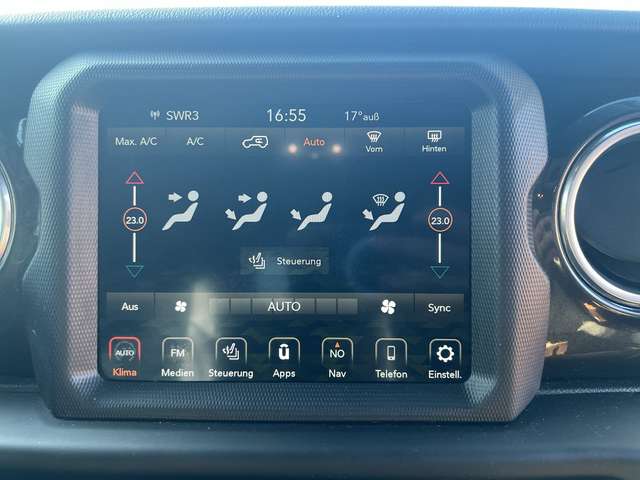 SWR3 16:55 17°auß
Max. A/C A/C Auto Vorn Hinten
23.0 23.0
Steuerung
Aus AUTO Sync
AUTO FM NO
Klima Medien Steuerung Apps Nav Telefon Einstell.